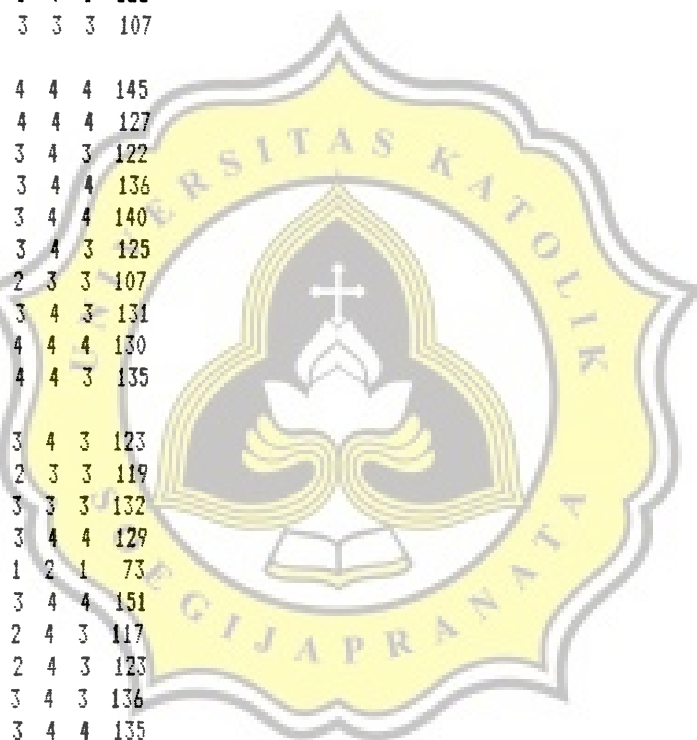 3 3 3 107
4 4 4 145
4 4 4 127
3 4 3 122
3 4 4 136
3 4 4 140
3 4 3 125
2 3 3 107
3 4 3 131
4 4 4 130
4 4 3 135
3 4 3 123
2 3 3 119
3 3 3 132
3 4 4 129
1 2 1 73
3 4 4 151
2 4 3 117
2 4 3 123
3 4 3 136
3 4 4 135
UNIVERSITAS KATOLIK
SOEGIJAPRANATA